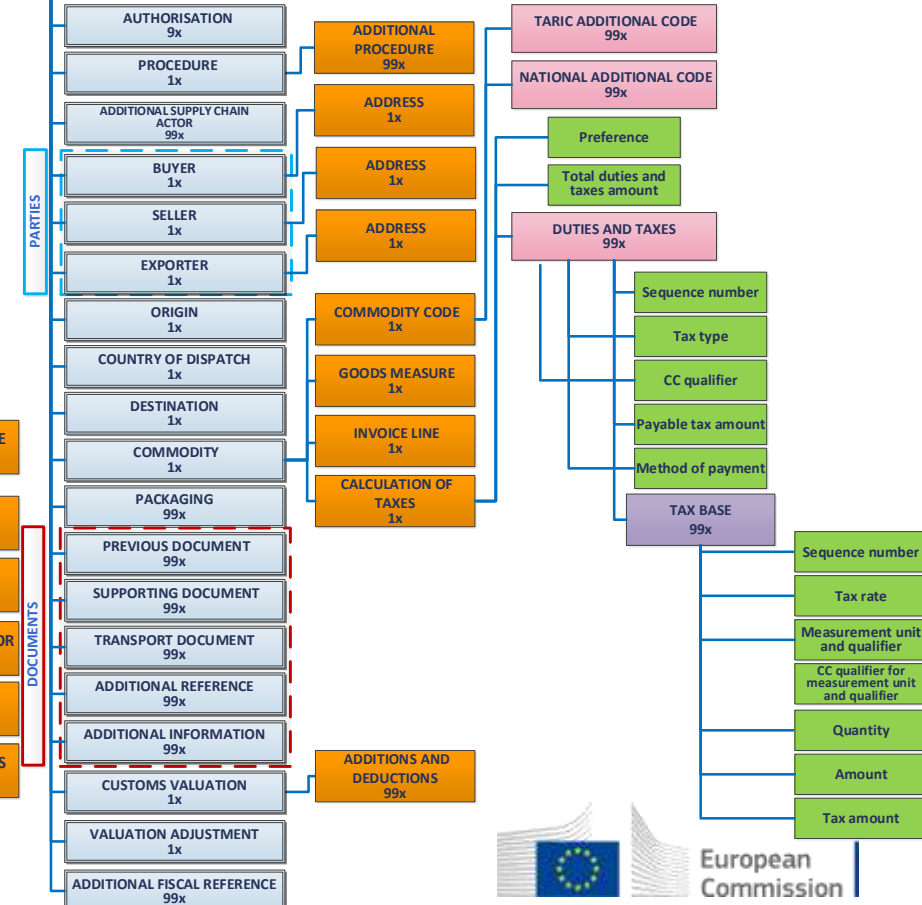 AUTHORISATION
9x
PROCEDURE
1x
ADDITIONAL SUPPLY CHAIN
ACTOR
99x
PARTIES
BUYER
1x
SELLER
1x
EXPORTER
1x
ORIGIN
1x
COUNTRY OF DISPATCH
1x
DESTINATION
1x
COMMODITY
1x
PACKAGING
99x
DOCUMENTS
PREVIOUS DOCUMENT
99x
SUPPORTING DOCUMENT
99x
TRANSPORT DOCUMENT
99x
ADDITIONAL REFERENCE
99x
ADDITIONAL INFORMATION
99x
CUSTOMS VALUATION
1x
VALUATION ADJUSTMENT
1x
ADDITIONAL FISCAL REFERENCE
99x
E
OR
S
ADDITIONAL
PROCEDURE
99x
ADDRESS
1x
ADDRESS
1x
ADDRESS
1x
COMMODITY CODE
1x
GOODS MEASURE
1x
INVOICE LINE
1x
CALCULATION OF
TAXES
1x
ADDITIONS AND
DEDUCTIONS
99x
TARIC ADDITIONAL CODE
99x
NATIONAL ADDITIONAL CODE
99x
Preference
Total duties and
taxes amount
DUTIES AND TAXES
99x
Sequence number
Tax type
CC qualifier
Payable tax amount
Method of payment
TAX BASE
99x
Sequence number
Tax rate
Measurement unit
and qualifier
CC qualifier for
measurement unit
and qualifier
Quantity
Amount
Tax amount
European
Commission